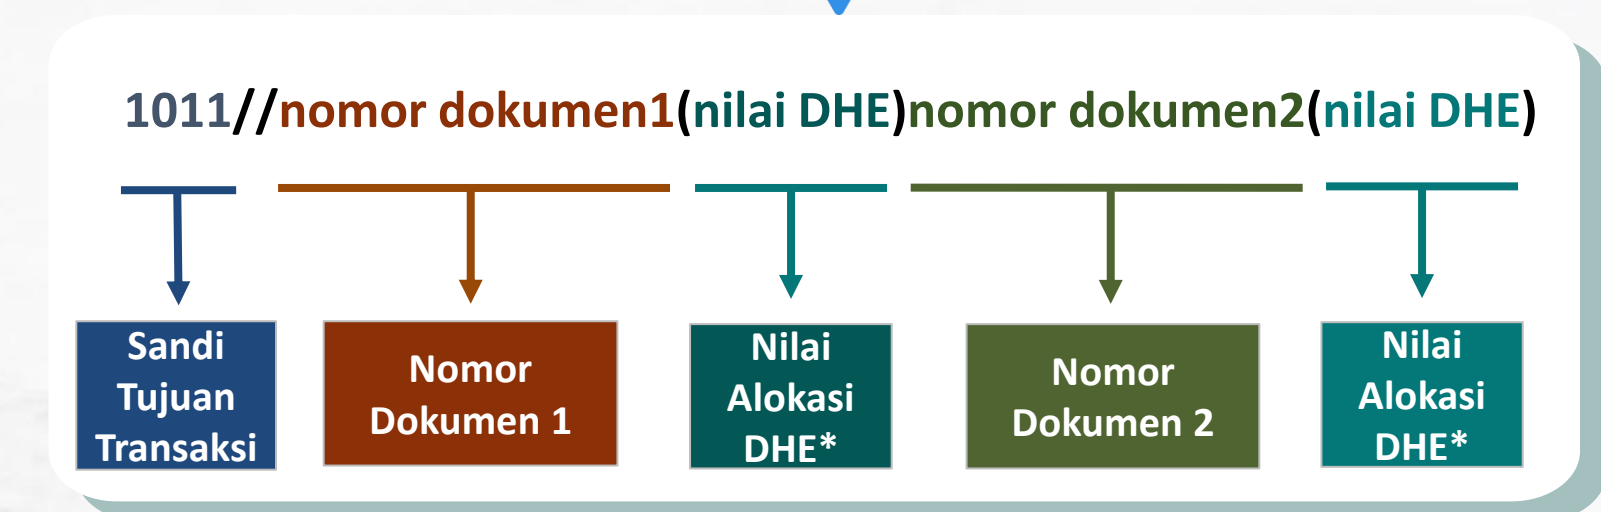 1011//nomor dokumen1(nilai DHE)nomor dokumen2(nilai DHE)
Sandi
Tujuan
Transaksi
Nomor
Dokumen 1
Nilai
Alokasi
DHE*
Nomor
Dokumen 2
Nilai
Alokasi
DHE*